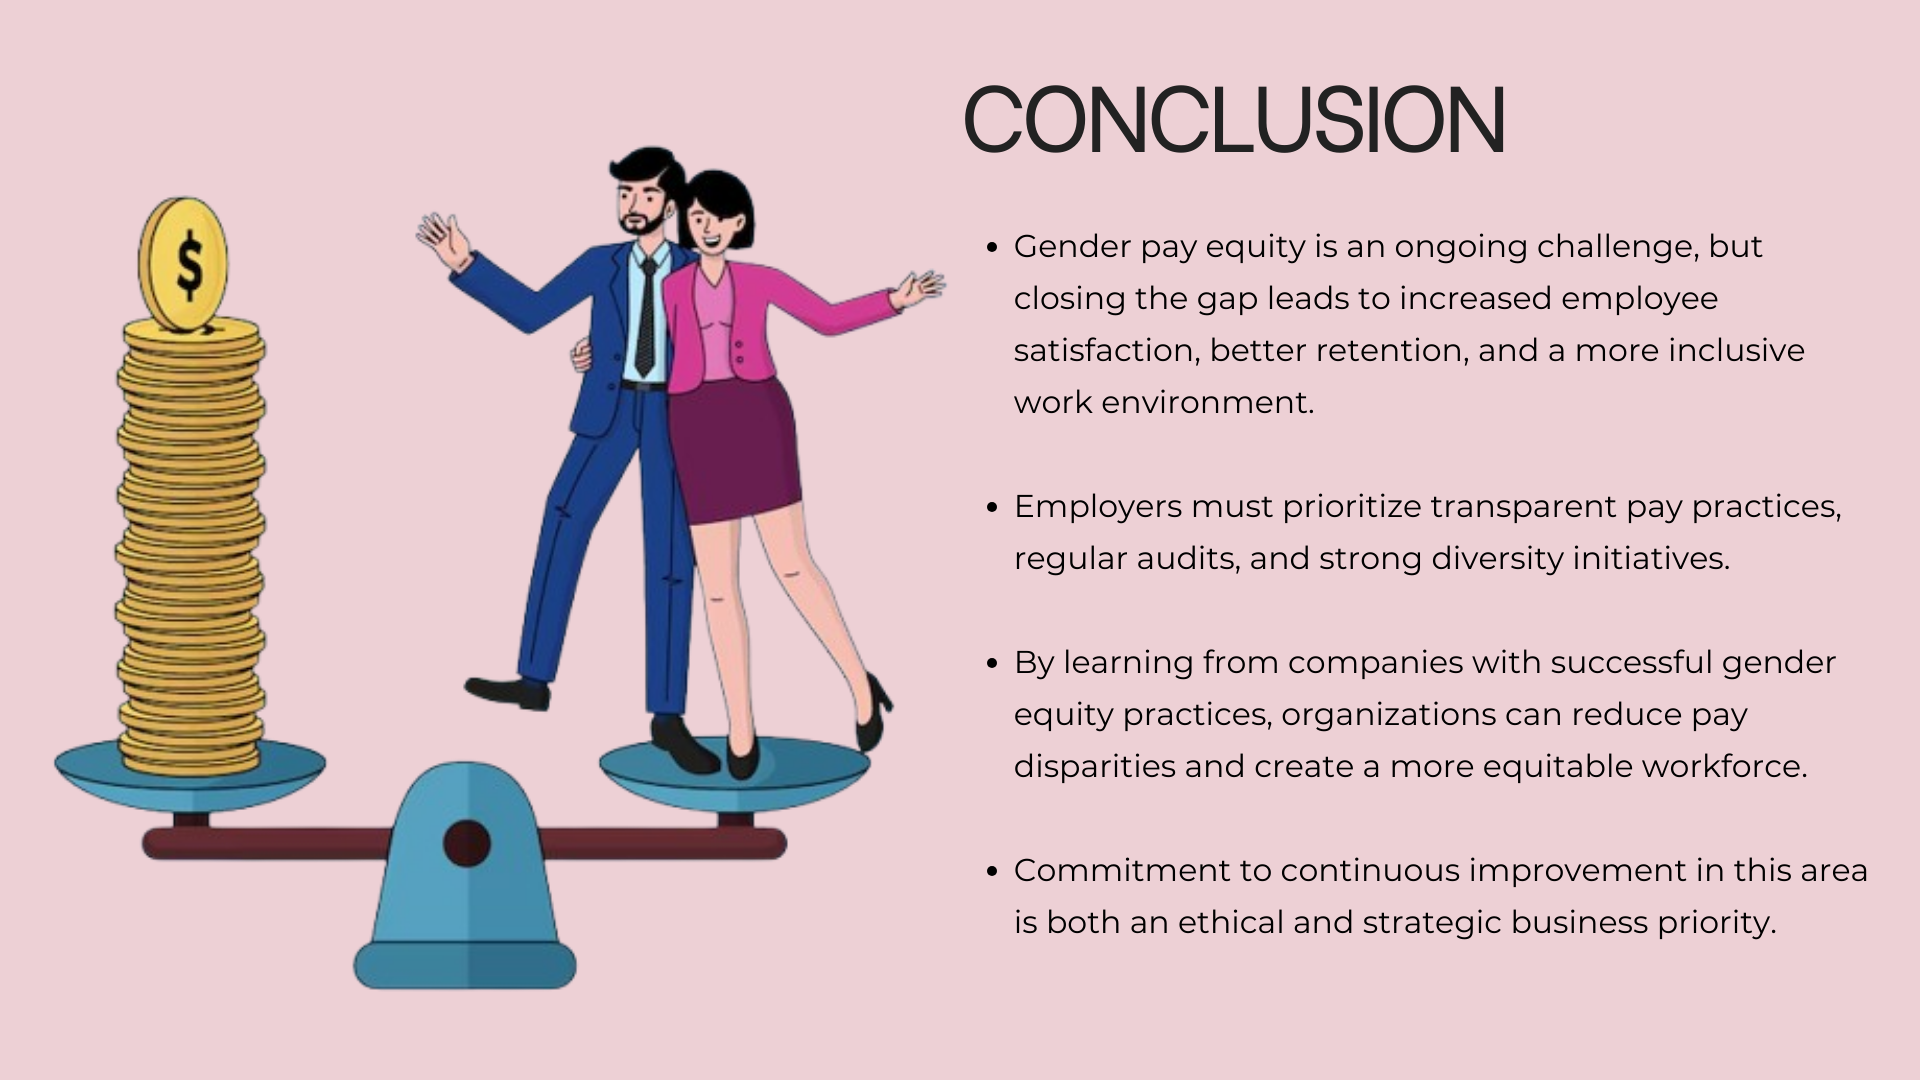 CONCLUSION
$
• Gender pay equity is an ongoing challenge, but
closing the gap leads to increased employee
satisfaction, better retention, and a more inclusive
work environment.
• Employers must prioritize transparent pay practices,
regular audits, and strong diversity initiatives.
• By learning from companies with successful gender
equity practices, organizations can reduce pay
disparities and create a more equitable workforce.
• Commitment to continuous improvement in this area
is both an ethical and strategic business priority.